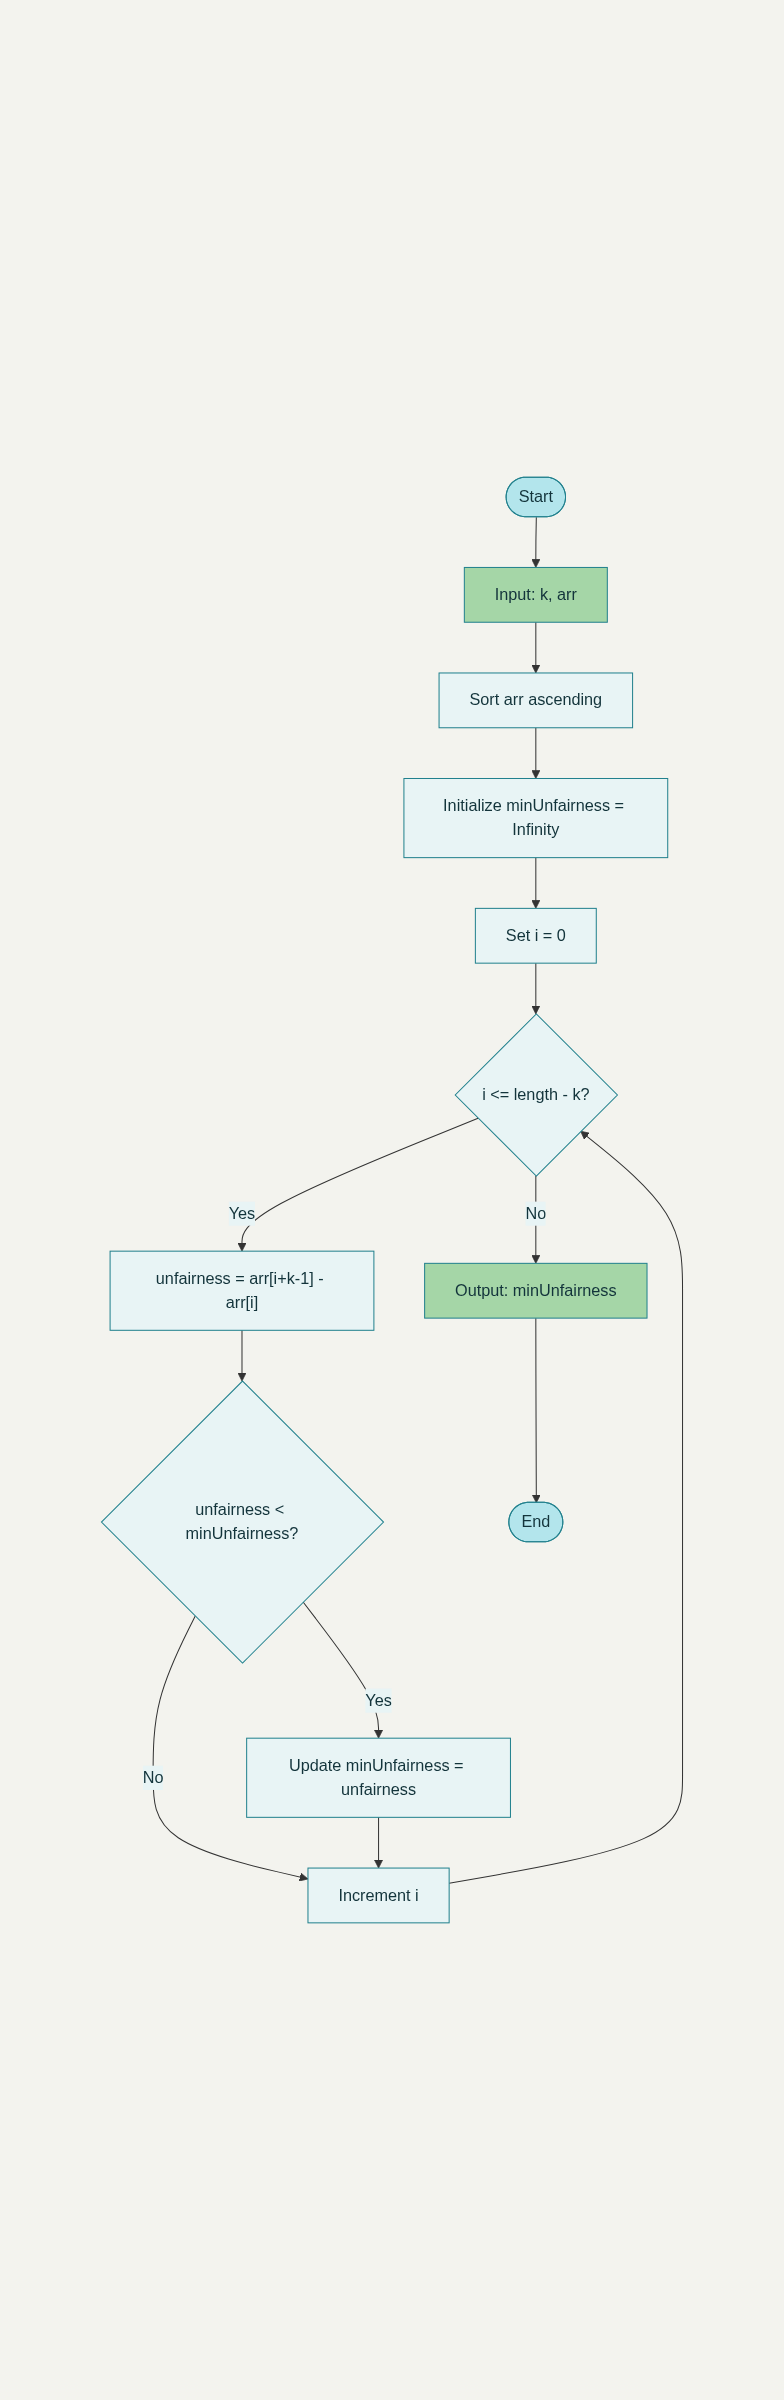 Start
Input: k, arr
Sort arr ascending
Initialize minUnfairness =
Infinity
Set i = 0
i <= length - k?
Yes
No
unfairness = arr[i+k-1] -
arr[i]
Output: minUnfairness
unfairness <
minUnfairness?
End
Yes
No
Update minUnfairness =
unfairness
Increment i